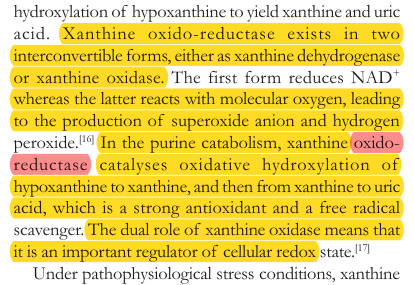 hydroxylation of hypoxanthine to yield xanthine and uric
acid. Xanthine oxido-reductase exists in two
interconvertible forms, either as xanthine dehydrogenase
or xanthine oxidase. The first form reduces NAD⁺
whereas the latter reacts with molecular oxygen, leading
to the production of superoxide anion and hydrogen
peroxide.[16] In the purine catabolism, xanthine oxido-
reductase catalyses oxidative hydroxylation of
hypoxanthine to xanthine, and then from xanthine to uric
acid, which is a strong antioxidant and a free radical
scavenger. The dual role of xanthine oxidase means that
it is an important regulator of cellular redox state.[17]
Under pathophysiological stress conditions, xanthine